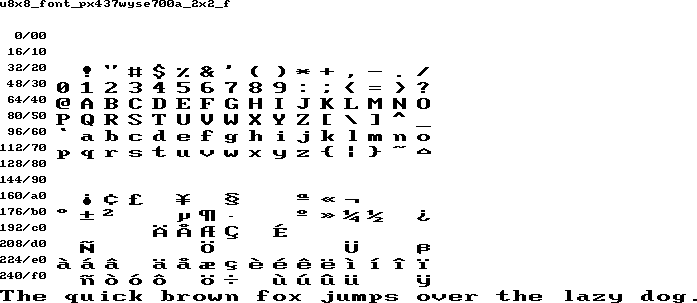 u8x8_font_px437wyse700a_2x2_f
0/00
16/10
32/20 ! " # $ % & ' ( ) * + , - . /
48/30 0 1 2 3 4 5 6 7 8 9 : ; < = > ?
64/40 @ A B C D E F G H I J K L M N O
80/50 P Q R S T U V W X Y Z [ \ ] ^ _
96/60 ` a b c d e f g h i j k l m n o
112/70 p q r s t u v w x y z { | } ~ ⌂
128/80
144/90
160/a0 ¡ ¢ £ ¥ § ª « ¬
176/b0 ° ± ² µ ¶ · º » ¼ ½ ¿
192/c0 Ä Å Æ Ç É
208/d0 Ñ Ö Ü ß
224/e0 à á â ä å æ ç è é ê ë ì í î ï
240/f0 ñ ò ó ô ö ÷ ù ú û ü ÿ
The quick brown fox jumps over the lazy dog.